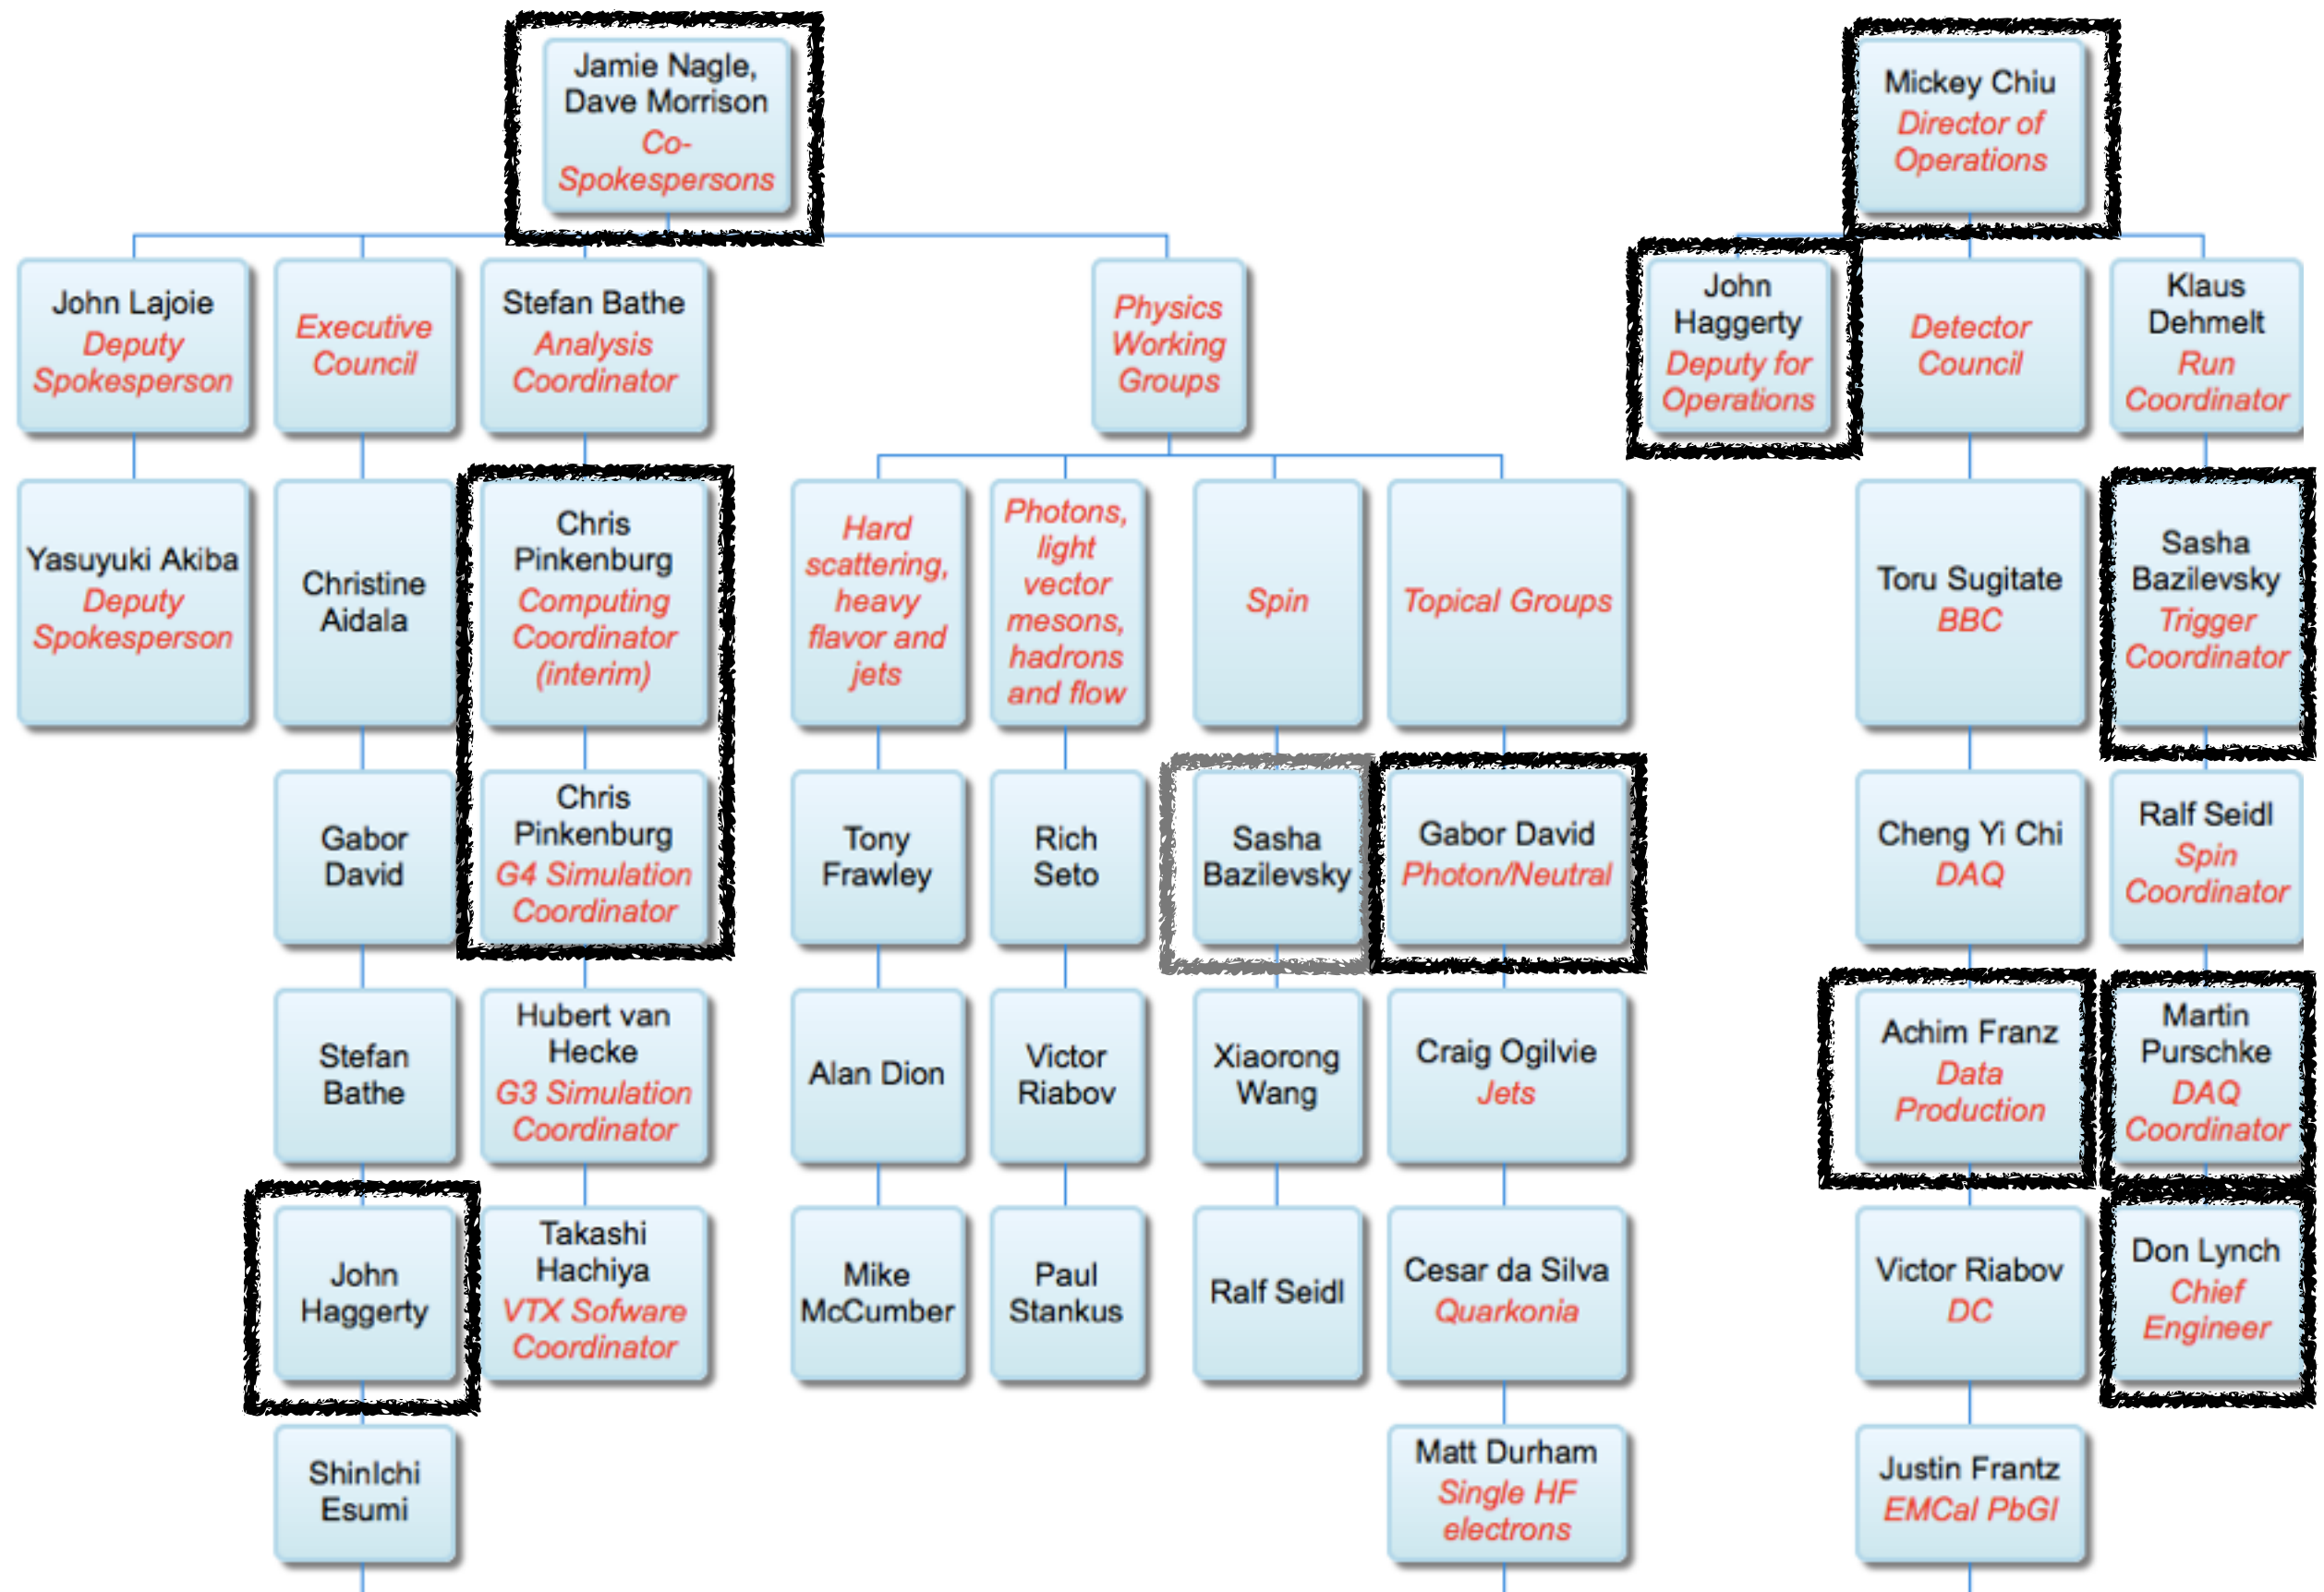 Jamie Nagle,
Dave Morrison
Co-
Spokespersons
Mickey Chiu
Director of
Operations
John Lajoie
Deputy
Spokesperson
Executive
Council
Stefan Bathe
Analysis
Coordinator
Physics
Working
Groups
John
Haggerty
Deputy for
Operations
Detector
Council
Klaus
Dehmelt
Run
Coordinator
Yasuyuki Akiba
Deputy
Spokesperson
Christine
Aidala
Chris
Pinkenburg
Computing
Coordinator
(interim)
Hard
scattering,
heavy
flavor and
jets
Photons,
light
vector
mesons,
hadrons
and flow
Spin
Topical Groups
Toru Sugitate
BBC
Sasha
Bazilevsky
Trigger
Coordinator
Gabor
David
Chris
Pinkenburg
G4 Simulation
Coordinator
Tony
Frawley
Rich
Seto
Sasha
Bazilevsky
Gabor David
Photon/Neutral
Cheng Yi Chi
DAQ
Ralf Seidl
Spin
Coordinator
Stefan
Bathe
Hubert van
Hecke
G3 Simulation
Coordinator
Alan Dion
Victor
Riabov
Xiaorong
Wang
Craig Ogilvie
Jets
Achim Franz
Data
Production
Martin
Purschke
DAQ
Coordinator
John
Haggerty
Takashi
Hachiya
VTX Sofware
Coordinator
Mike
McCumber
Paul
Stankus
Ralf Seidl
Cesar da Silva
Quarkonia
Victor Riabov
DC
Don Lynch
Chief
Engineer
ShinIchi
Esumi
Matt Durham
Single HF
electrons
Justin Frantz
EMCal PbGl